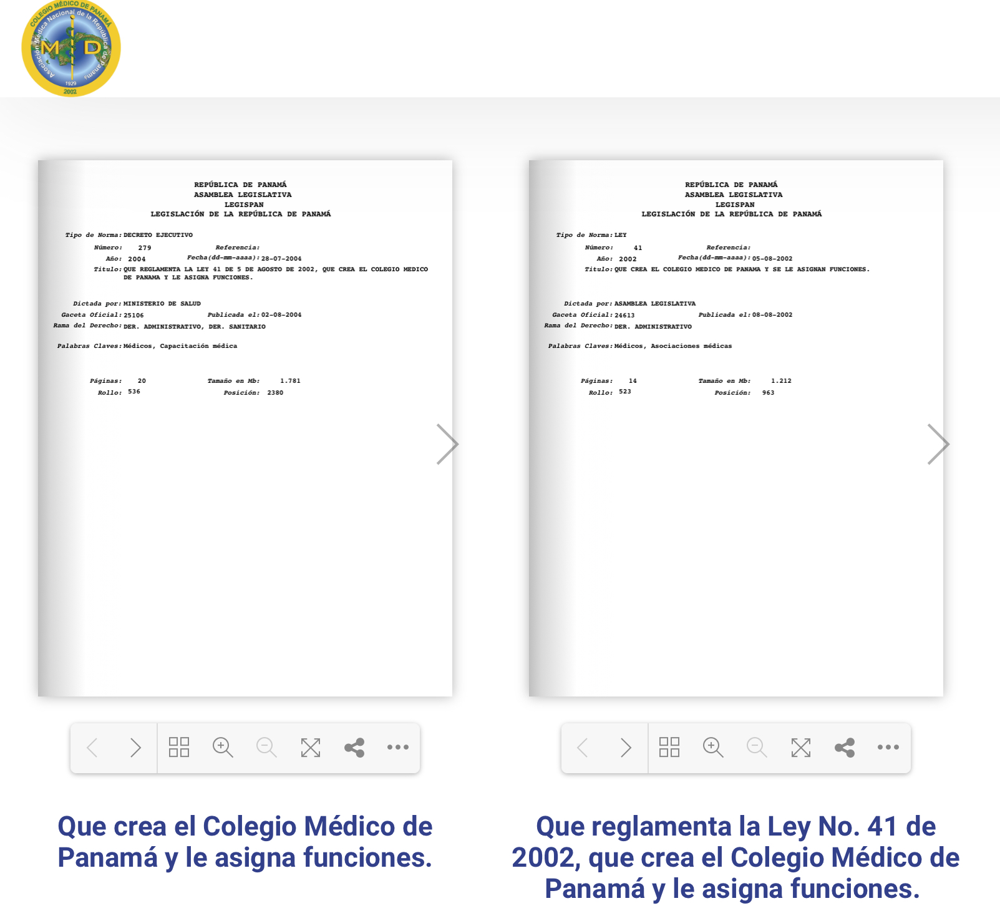 COLEGIO MÉDICO DE PANAMÁ
Asociación Médica Nacional de la República de Panamá
M D
1929
2002
REPÚBLICA DE PANAMÁ
ASAMBLEA LEGISLATIVA
LEGISPAN
LEGISLACIÓN DE LA REPÚBLICA DE PANAMÁ
Tipo de Norma: DECRETO EJECUTIVO
Número: 279 Referencia:
Año: 2004 Fecha(dd-mm-aaaa): 28-07-2004
Titulo: QUE REGLAMENTA LA LEY 41 DE 5 DE AGOSTO DE 2002, QUE CREA EL COLEGIO MEDICO
DE PANAMA Y LE ASIGNA FUNCIONES.
Dictada por: MINISTERIO DE SALUD
Gaceta Oficial: 25106 Publicada el: 02-08-2004
Rama del Derecho: DER. ADMINISTRATIVO, DER. SANITARIO
Palabras Claves: Médicos, Capacitación médica
Páginas: 20 Tamaño en Mb: 1.781
Rollo: 536 Posición: 2380
REPÚBLICA DE PANAMÁ
ASAMBLEA LEGISLATIVA
LEGISPAN
LEGISLACIÓN DE LA REPÚBLICA DE PANAMÁ
Tipo de Norma: LEY
Número: 41 Referencia:
Año: 2002 Fecha(dd-mm-aaaa): 05-08-2002
Titulo: QUE CREA EL COLEGIO MEDICO DE PANAMA Y SE LE ASIGNAN FUNCIONES.
Dictada por: ASAMBLEA LEGISLATIVA
Gaceta Oficial: 24613 Publicada el: 08-08-2002
Rama del Derecho: DER. ADMINISTRATIVO
Palabras Claves: Médicos, Asociaciones médicas
Páginas: 14 Tamaño en Mb: 1.212
Rollo: 523 Posición: 963
Que crea el Colegio Médico de
Panamá y le asigna funciones.
Que reglamenta la Ley No. 41 de
2002, que crea el Colegio Médico de
Panamá y le asigna funciones.